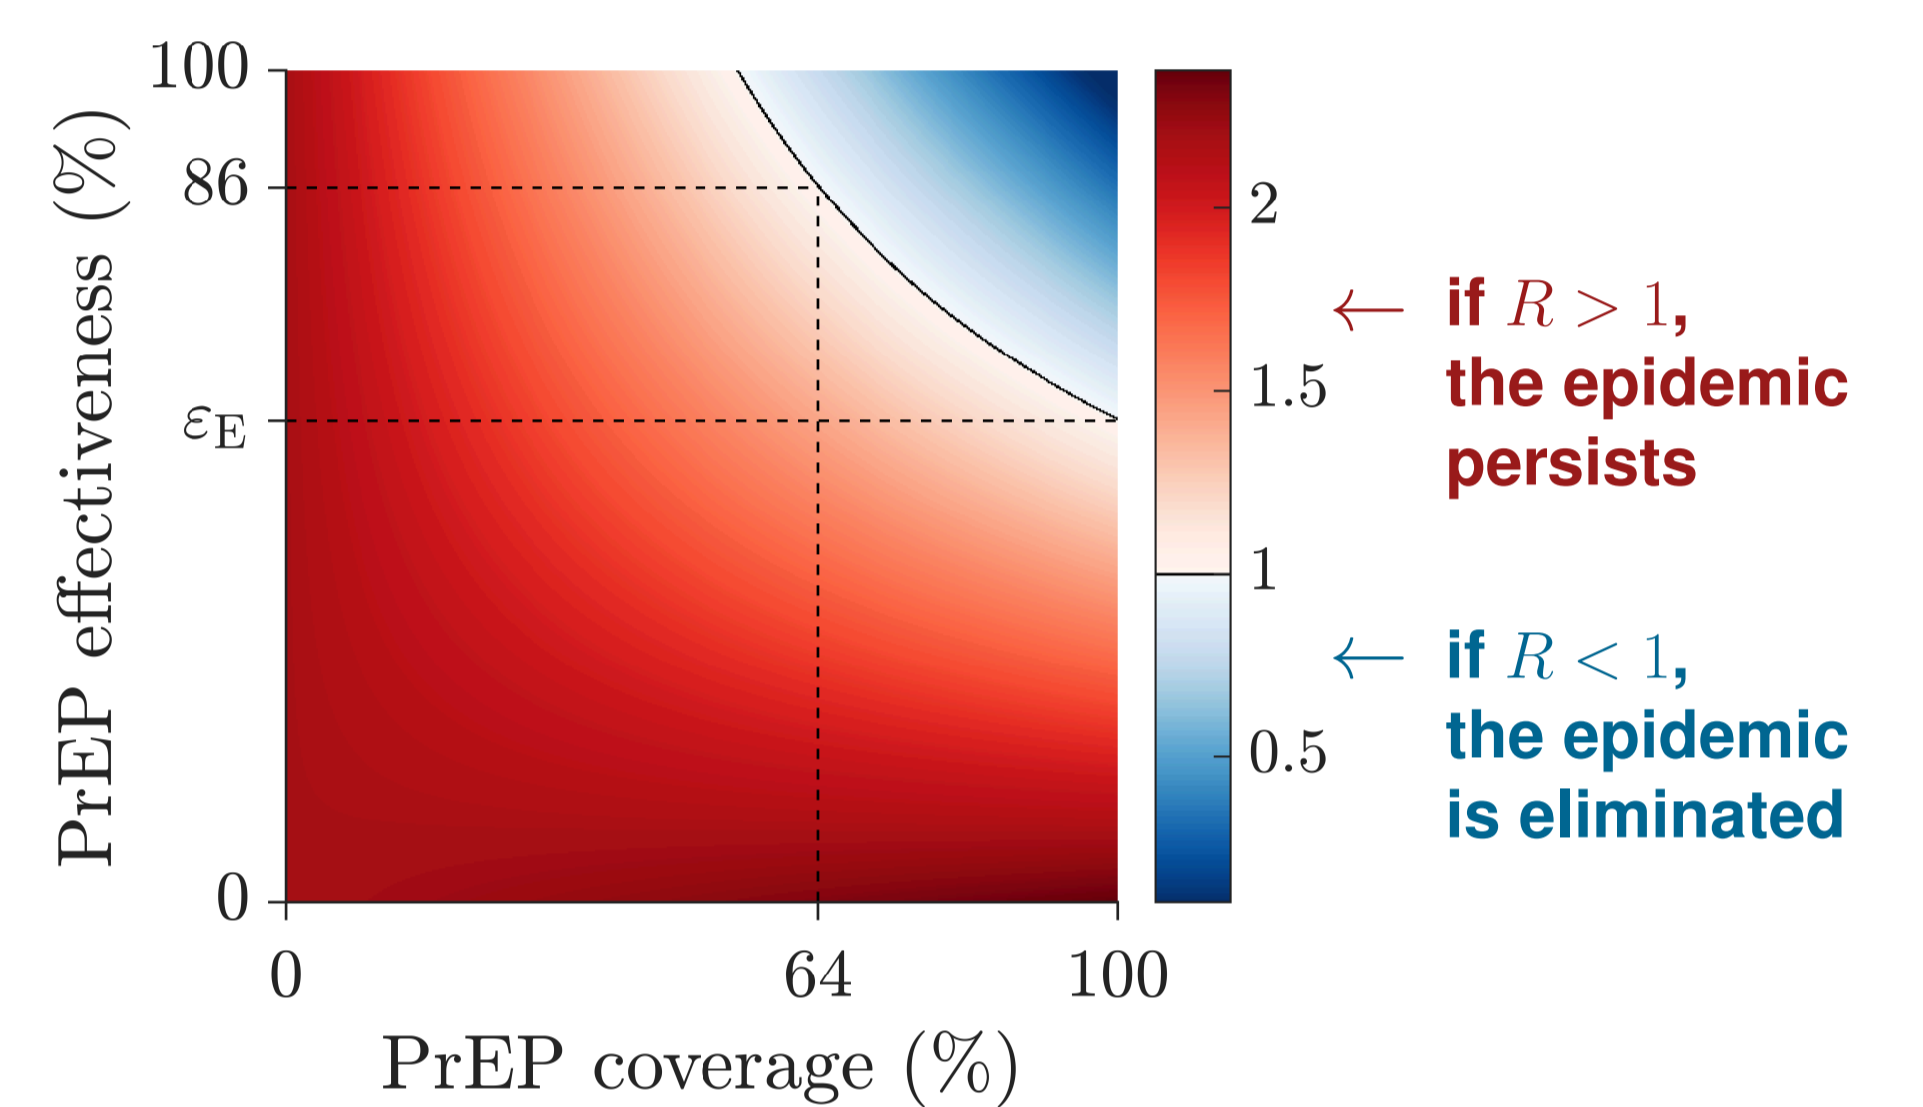 100
86
εE
0
PrEP effectiveness (%)
0
64
100
PrEP coverage (%)
2
1.5
1
0.5
← if R > 1,
the epidemic
persists
← if R < 1,
the epidemic
is eliminated